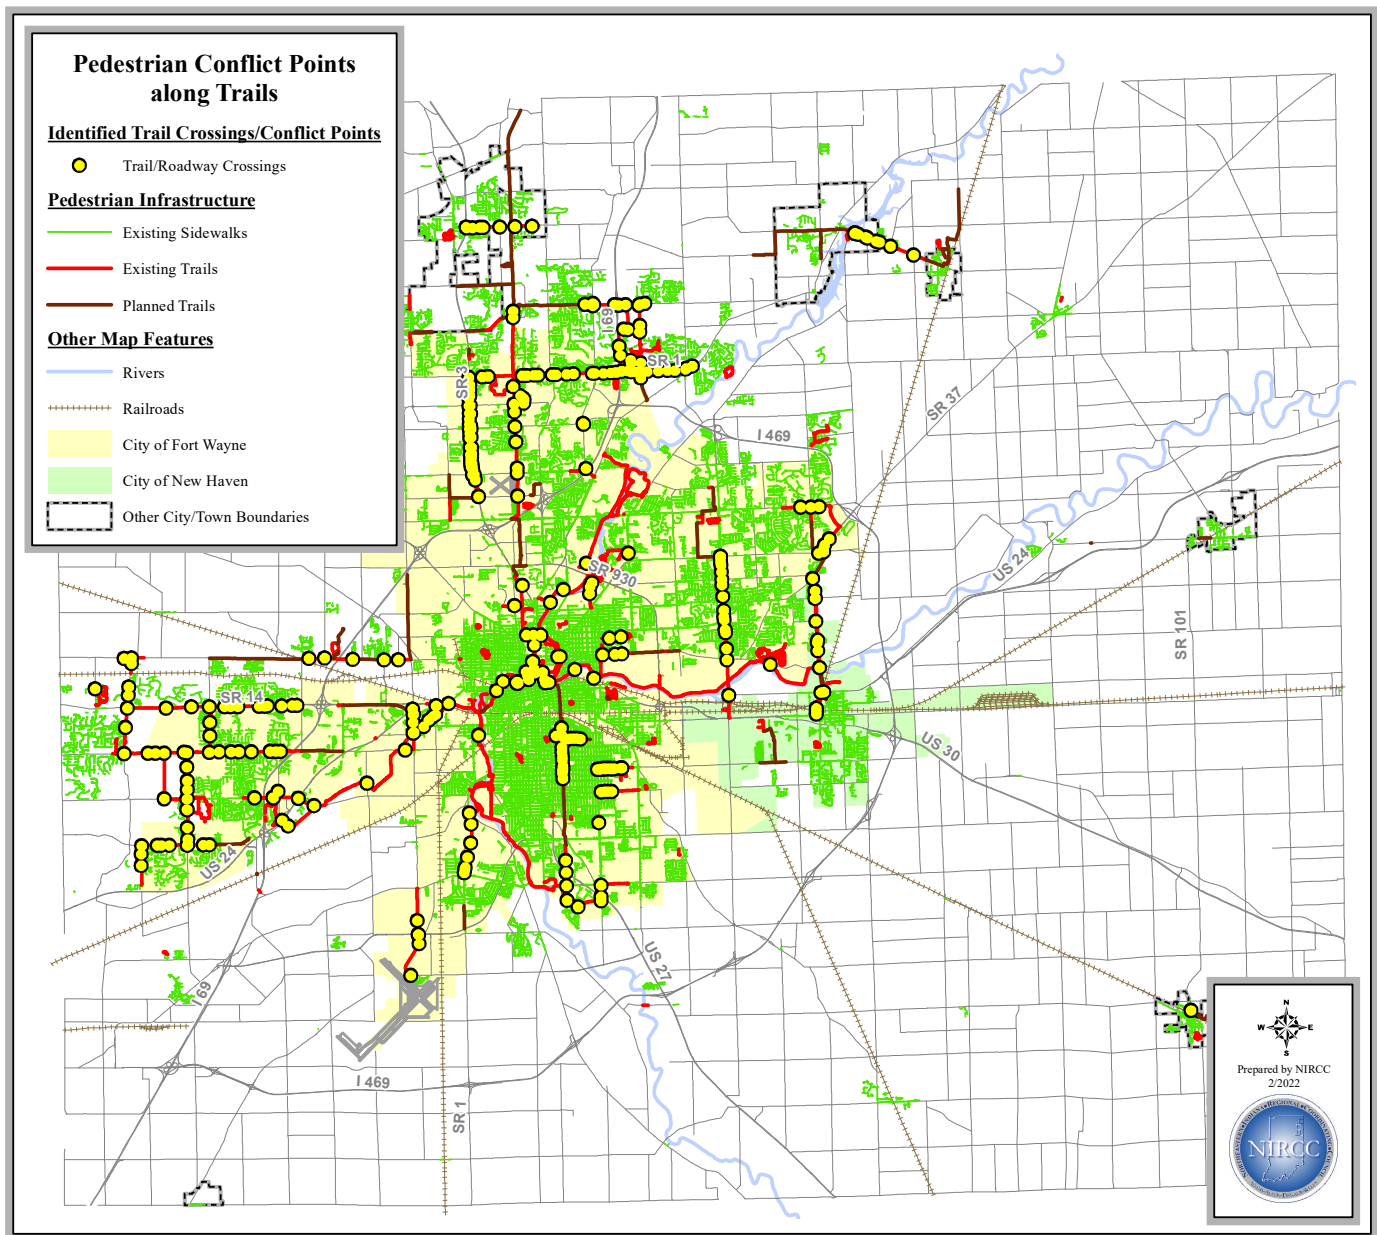 Pedestrian Conflict Points
along Trails
Identified Trail Crossings/Conflict Points
Trail/Roadway Crossings
Pedestrian Infrastructure
Existing Sidewalks
Existing Trails
Planned Trails
Other Map Features
Rivers
Railroads
City of Fort Wayne
City of New Haven
Other City/Town Boundaries
I 69
SR 1
SR 3
SR 37
I 469
US 24
SR 930
SR 101
SR 14
US 30
US 24
US 27
I 69
I 469
SR 1
N
W E
S
Prepared by NIRCC
2/2022
NIRCC